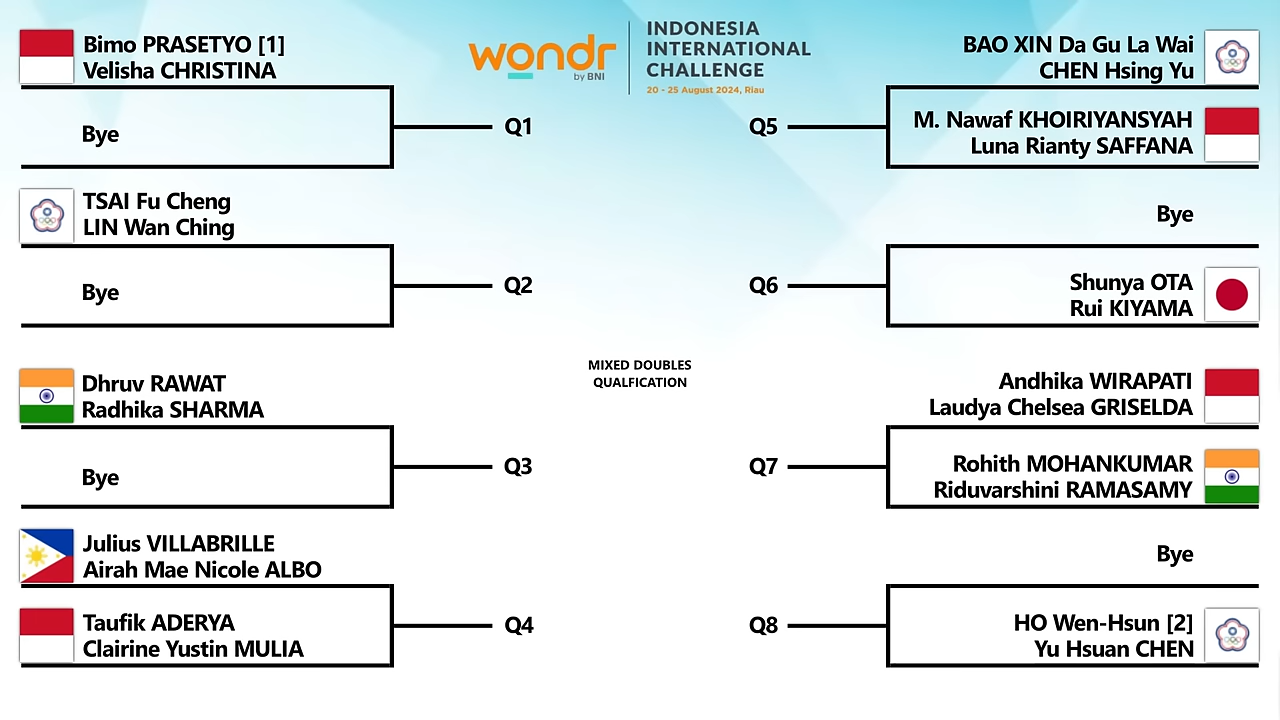 wondr
by BNI
INDONESIA
INTERNATIONAL
CHALLENGE
20 - 25 August 2024, Riau
Bimo PRASETYO [1]
Velisha CHRISTINA
Bye
Q1
TSAI Fu Cheng
LIN Wan Ching
Bye
Q2
Dhruv RAWAT
Radhika SHARMA
Bye
Q3
Julius VILLABRILLE
Airah Mae Nicole ALBO
Taufik ADERYA
Clairine Yustin MULIA
Q4
MIXED DOUBLES
QUALFICATION
BAO XIN Da Gu La Wai
CHEN Hsing Yu
Q5
M. Nawaf KHOIRIYANSYAH
Luna Rianty SAFFANA
Bye
Q6
Shunya OTA
Rui KIYAMA
Andhika WIRAPATI
Laudya Chelsea GRISELDA
Q7
Rohith MOHANKUMAR
Riduvarshini RAMASAMY
Bye
Q8
HO Wen-Hsun [2]
Yu Hsuan CHEN